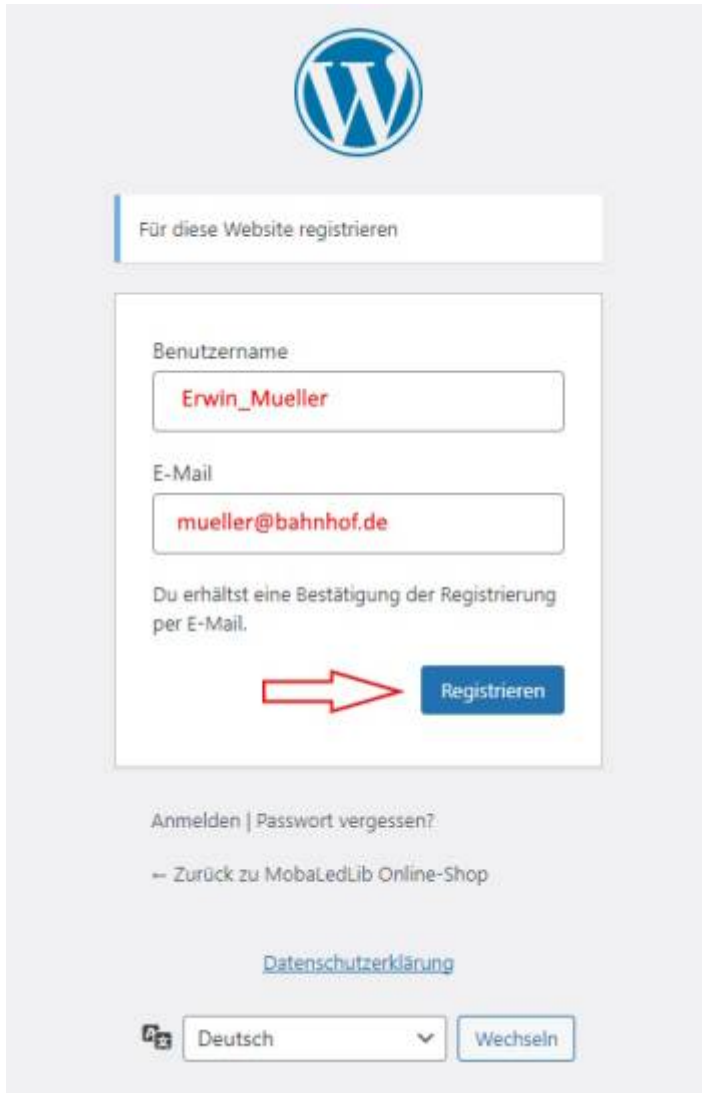 Für diese Website registrieren
Benutzername
Erwin_Mueller
E-Mail
mueller@bahnhof.de
Du erhältst eine Bestätigung der Registrierung
per E-Mail.
Registrieren
Anmelden | Passwort vergessen?
← Zurück zu MobaLedLib Online-Shop
Datenschutzerklärung
Deutsch
Wechseln